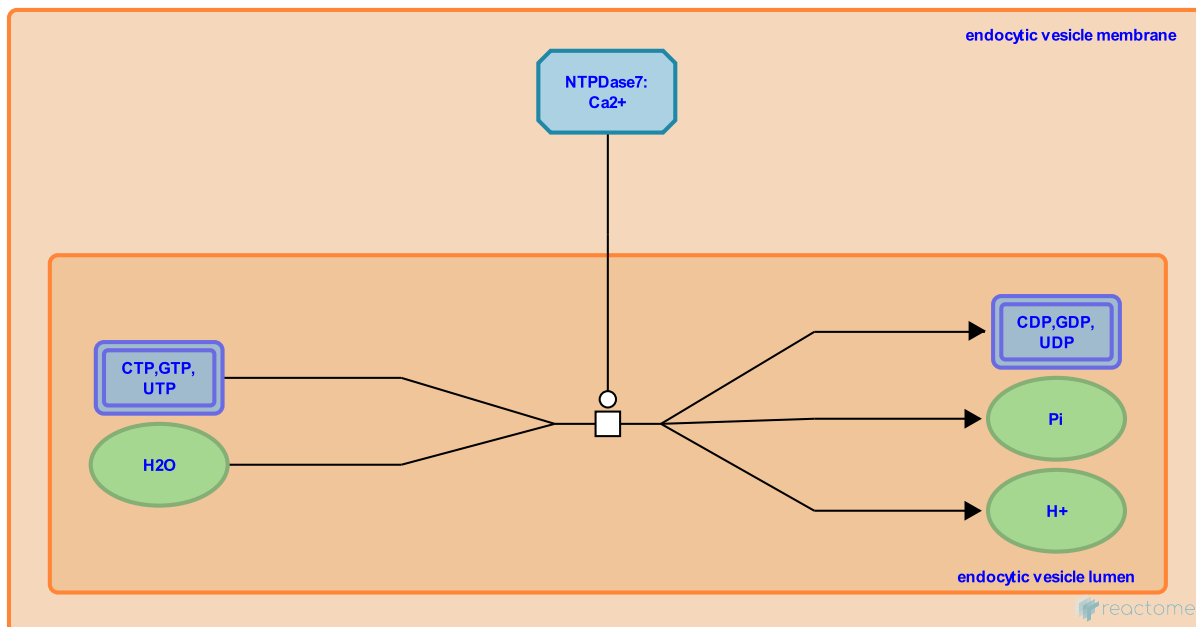 endocytic vesicle membrane
NTPDase7:
Ca2+
CTP,GTP,
UTP
H2O
CDP,GDP,
UDP
Pi
H+
endocytic vesicle lumen
reactome